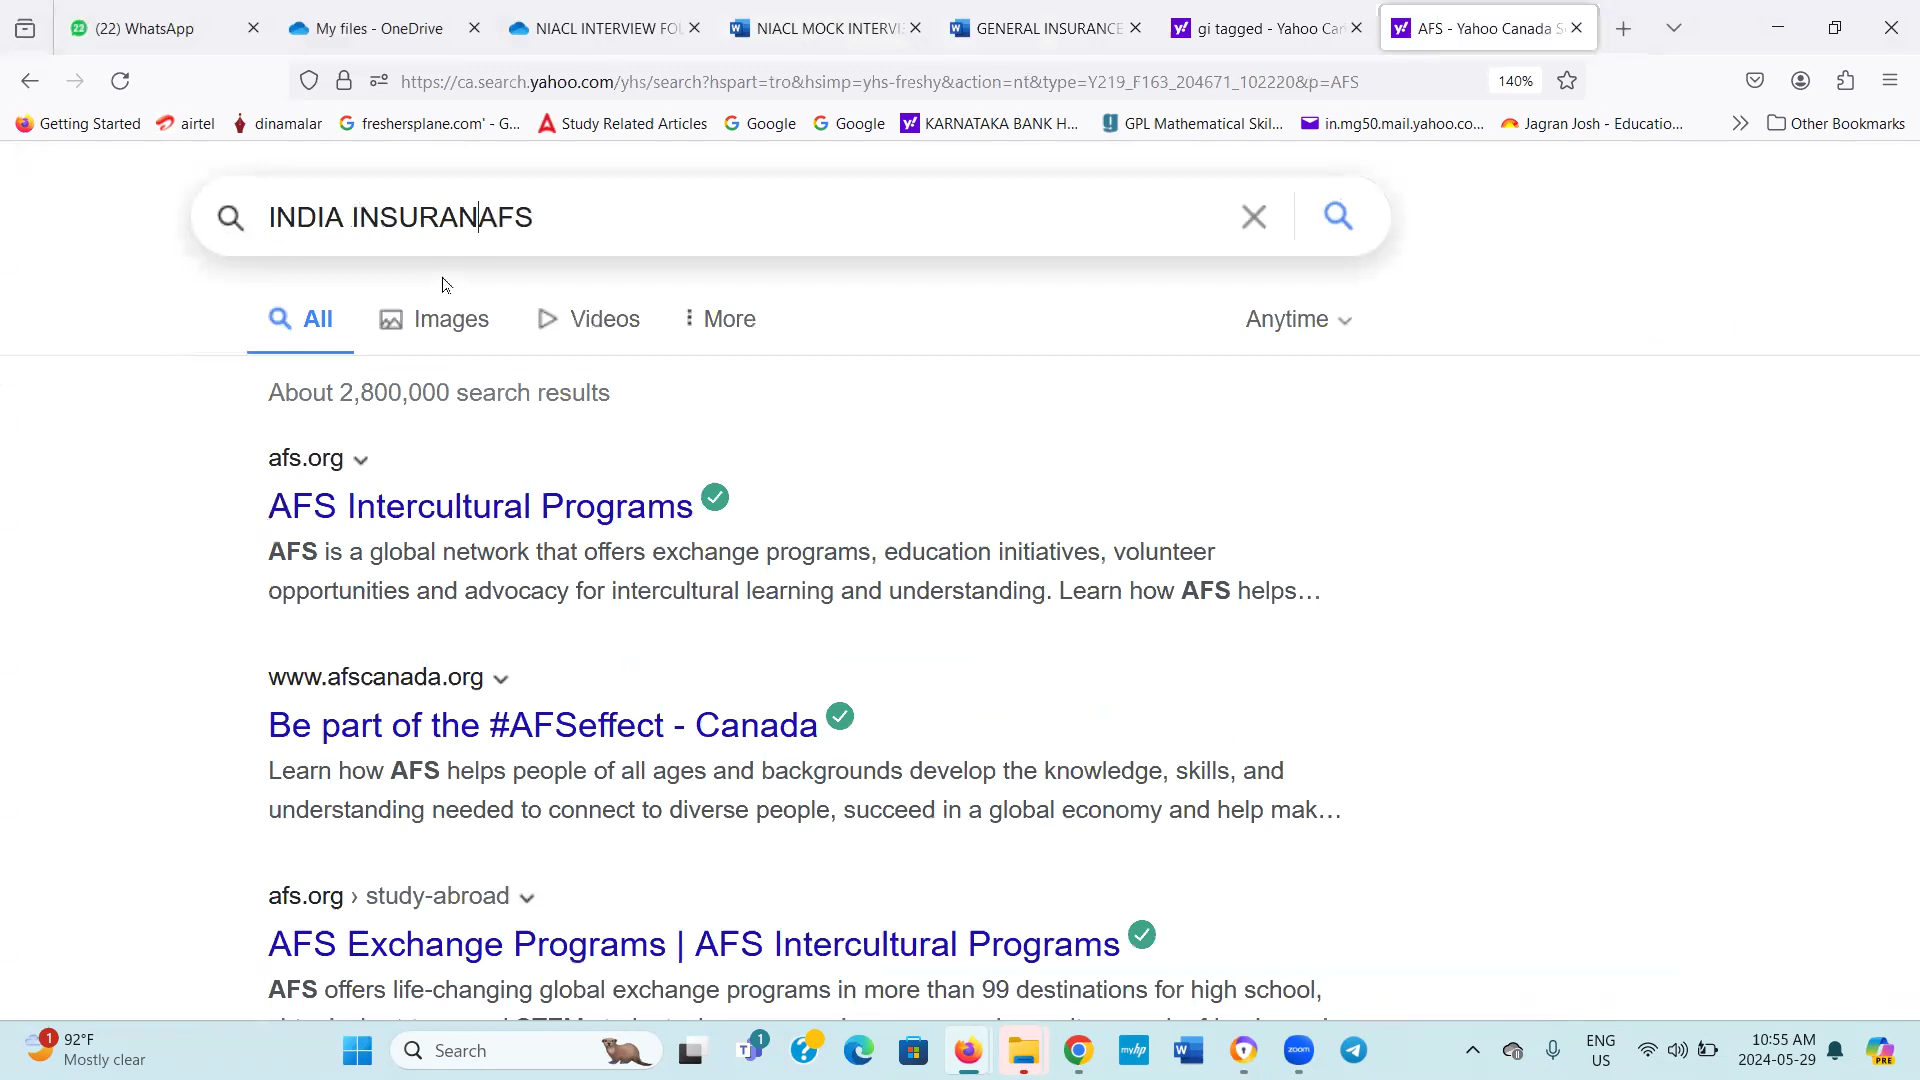 (22) WhatsApp
My files - OneDrive
NIACL INTERVIEW FOL
NIACL MOCK INTERVI
GENERAL INSURANCE
gi tagged - Yahoo Can
AFS - Yahoo Canada S
https://ca.search.yahoo.com/yhs/search?hspart=tro&hsimp=yhs-freshy&action=nt&type=Y219_F163_204671_102220&p=AFS
140%
Getting Started
airtel
dinamalar
freshersplane.com' - G...
Study Related Articles
Google
Google
KARNATAKA BANK H...
GPL Mathematical Skil...
in.mg50.mail.yahoo.co...
Jagran Josh - Educatio...
Other Bookmarks
INDIA INSURANAFS
All
Images
Videos
More
Anytime
About 2,800,000 search results
afs.org
AFS Intercultural Programs
AFS is a global network that offers exchange programs, education initiatives, volunteer
opportunities and advocacy for intercultural learning and understanding. Learn how AFS helps...
www.afscanada.org
Be part of the #AFSeffect - Canada
Learn how AFS helps people of all ages and backgrounds develop the knowledge, skills, and
understanding needed to connect to diverse people, succeed in a global economy and help mak...
afs.org › study-abroad
AFS Exchange Programs | AFS Intercultural Programs
AFS offers life-changing global exchange programs in more than 99 destinations for high school,
1
92°F
Mostly clear
Search
1
myhp
zoom
ENG
US
10:55 AM
2024-05-29
PRE